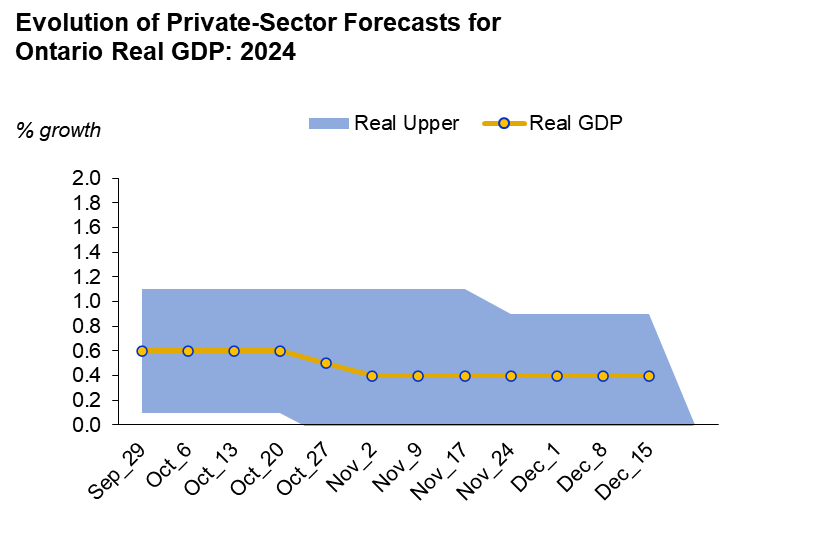 Evolution of Private-Sector Forecasts for
Ontario Real GDP: 2024
% growth
Real Upper
Real GDP
2.0
1.8
1.6
1.4
1.2
1.0
0.8
0.6
0.4
0.2
0.0
Sep_29
Oct_6
Oct_13
Oct_20
Oct_27
Nov_2
Nov_9
Nov_17
Nov_24
Dec_1
Dec_8
Dec_15